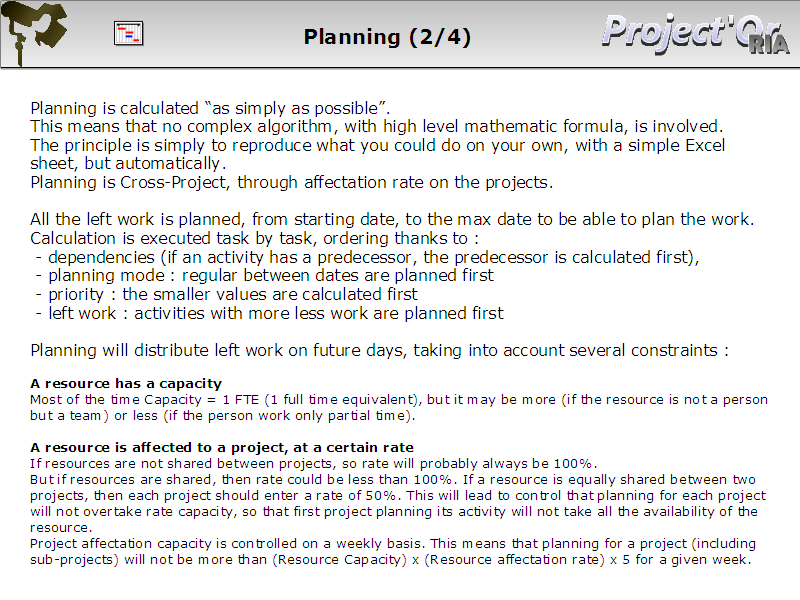 Planning (2/4)
Project'Or
RIA
Planning is calculated “as simply as possible”.
This means that no complex algorithm, with high level mathematic formula, is involved.
The principle is simply to reproduce what you could do on your own, with a simple Excel
sheet, but automatically.
Planning is Cross-Project, through affectation rate on the projects.
All the left work is planned, from starting date, to the max date to be able to plan the work.
Calculation is executed task by task, ordering thanks to :
- dependencies (if an activity has a predecessor, the predecessor is calculated first),
- planning mode : regular between dates are planned first
- priority : the smaller values are calculated first
- left work : activities with more less work are planned first
Planning will distribute left work on future days, taking into account several constraints :
A resource has a capacity
Most of the time Capacity = 1 FTE (1 full time equivalent), but it may be more (if the resource is not a person
but a team) or less (if the person work only partial time).
A resource is affected to a project, at a certain rate
If resources are not shared between projects, so rate will probably always be 100%.
But if resources are shared, then rate could be less than 100%. If a resource is equally shared between two
projects, then each project should enter a rate of 50%. This will lead to control that planning for each project
will not overtake rate capacity, so that first project planning its activity will not take all the availability of the
resource.
Project affectation capacity is controlled on a weekly basis. This means that planning for a project (including
sub-projects) will not be more than (Resource Capacity) x (Resource affectation rate) x 5 for a given week.